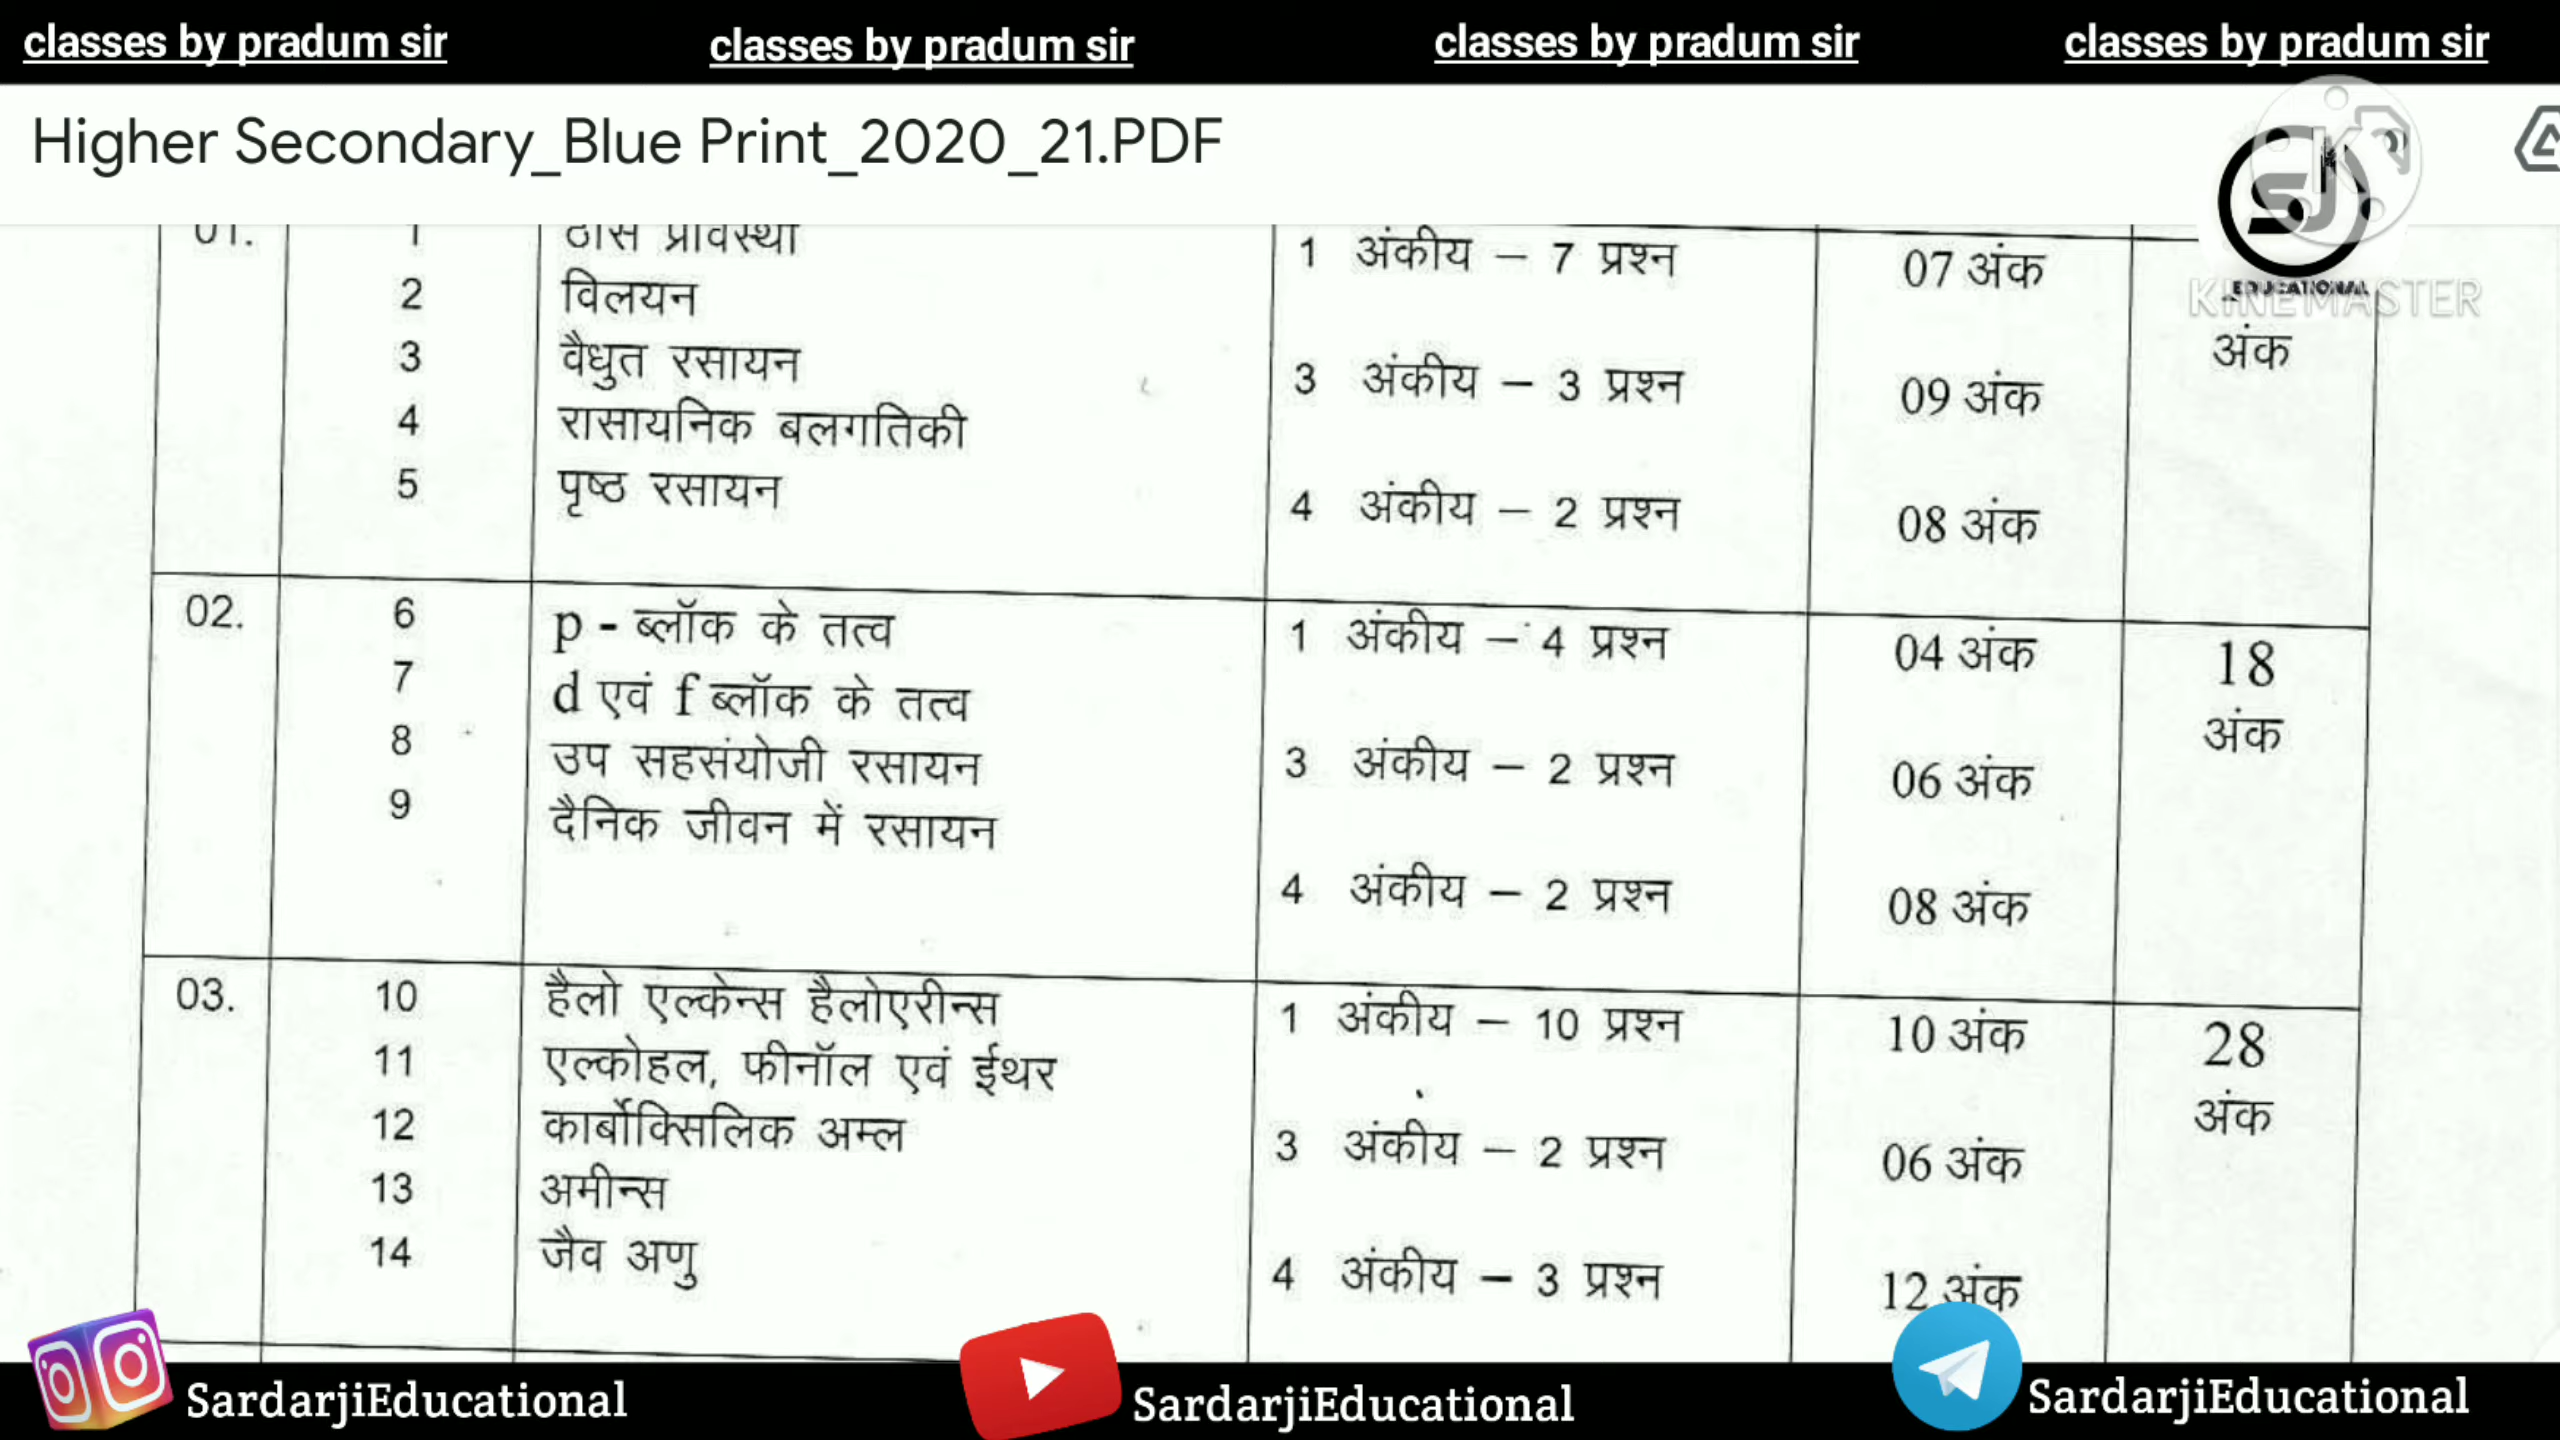 classes by pradum sir classes by pradum sir classes by pradum sir classes by pradum sir
Higher Secondary_Blue Print_2020_21.PDF
SJ
EDUCATIONAL
KINEMASTER
01. 1 ठोस प्रावस्था 1 अंकीय – 7 प्रश्न 07 अंक
2 विलयन
अंक
3 वैधुत रसायन 3 अंकीय – 3 प्रश्न 09 अंक
4 रासायनिक बलगतिकी
5 पृष्ठ रसायन 4 अंकीय – 2 प्रश्न 08 अंक
02. 6 p - ब्लॉक के तत्व 1 अंकीय – 4 प्रश्न 04 अंक 18
7 d एवं f ब्लॉक के तत्व अंक
8 उप सहसंयोजी रसायन 3 अंकीय – 2 प्रश्न 06 अंक
9 दैनिक जीवन में रसायन
4 अंकीय – 2 प्रश्न 08 अंक
03. 10 हैलो एल्केन्स हैलोएरीन्स 1 अंकीय – 10 प्रश्न 10 अंक 28
11 एल्कोहल, फीनॉल एवं ईथर अंक
12 कार्बोक्सिलिक अम्ल 3 अंकीय – 2 प्रश्न 06 अंक
13 अमीन्स
14 जैव अणु 4 अंकीय – 3 प्रश्न 12 अंक
SardarjiEducational SardarjiEducational SardarjiEducational